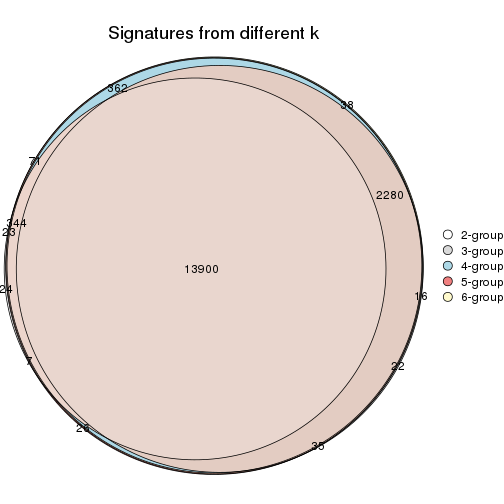 Signatures from different k
362
38
71
2280
344
23
13900
24
16
7
22
26
35
2-group
3-group
4-group
5-group
6-group